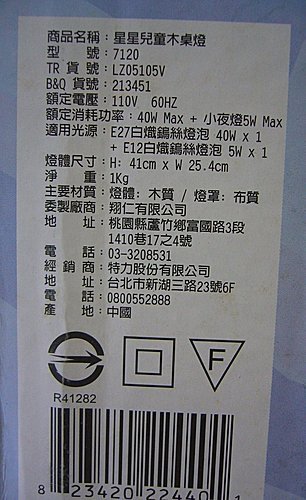 商品名稱：星星兒童木桌燈
型　　號：7120
TR 貨 號：LZ05105V
B&Q 貨號：213451
額定電壓：110V 60HZ
額定消耗功率：40W Max + 小夜燈5W Max
適用光源：E27白熾鎢絲燈泡 40W x 1
+ E12白熾鎢絲燈泡 5W x 1
燈體尺寸：H: 41cm x W 25.4cm
淨　　重：1Kg
主要材質：燈體：木質 / 燈罩：布質
委製廠商：翔仁有限公司
地　　址：桃園縣蘆竹鄉富國路3段
1410巷17之4號
電　　話：03-3208531
經 銷 商：特力股份有限公司
地　　址：台北市新湖三路23號6F
電　　話：0800552888
產　　地：中國
F
R41282
8 23420 22440 1